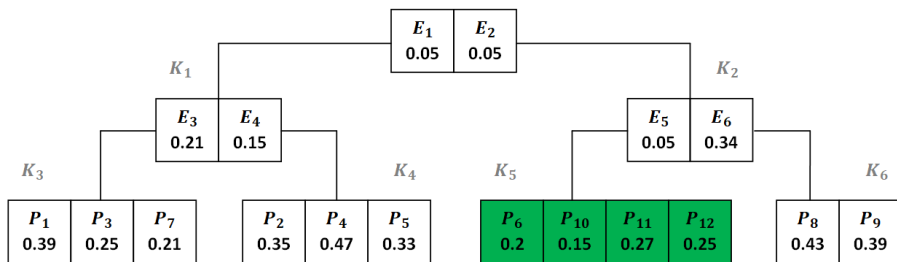 E1 E2
0.05 0.05
K1 K2
E3 E4 E5 E6
0.21 0.15 0.05 0.34
K3 K4 K5 K6
P1 P3 P7 P2 P4 P5 P6 P10 P11 P12 P8 P9
0.39 0.25 0.21 0.35 0.47 0.33 0.2 0.15 0.27 0.25 0.43 0.39